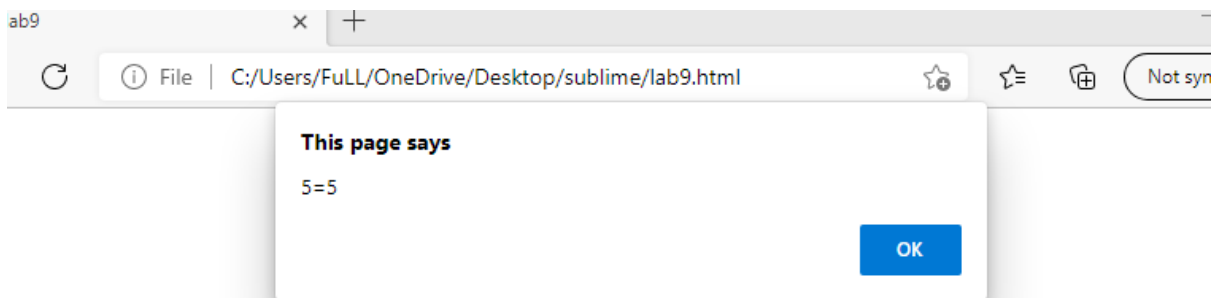 ab9
File C:/Users/FuLL/OneDrive/Desktop/sublime/lab9.html
Not syn
This page says
5=5
OK